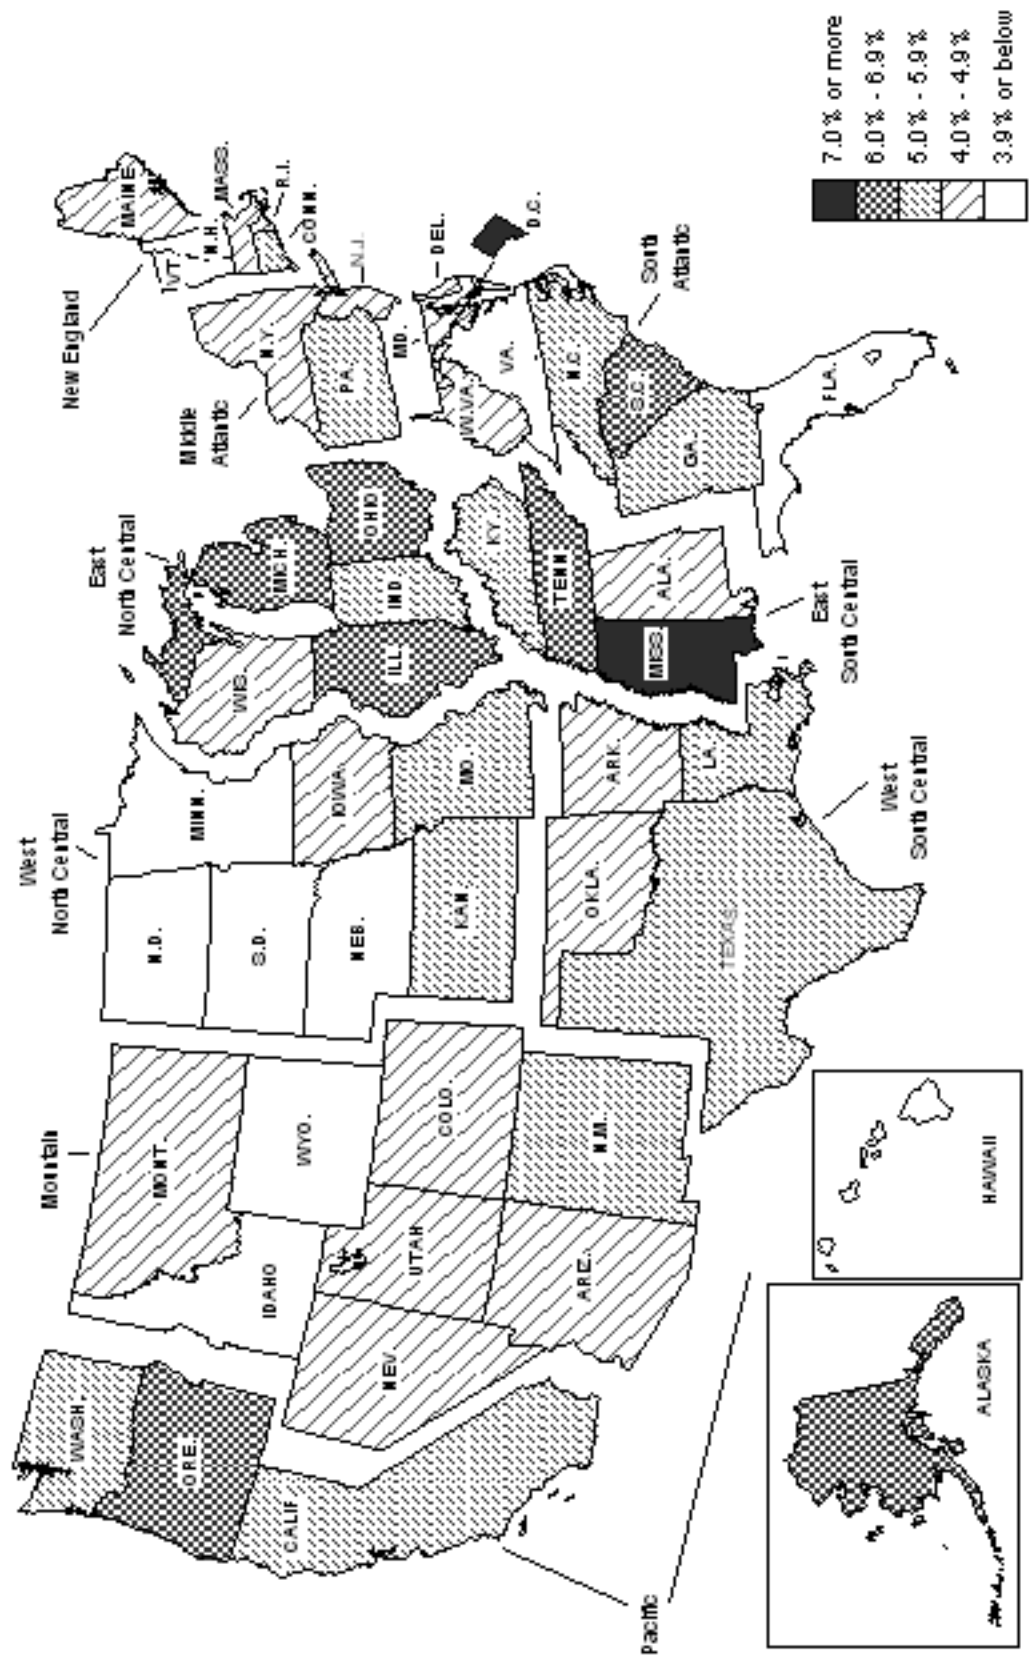 Pacific
WASH.
ORE.
CALIF
Mountain
MONT.
IDAHO
WYO.
NEV.
UTAH
COLO.
ARIZ.
N.M.
West
North Central
N.D.
S.D.
NEB.
KAN
MINN.
IOWA
MO.
West
South Central
OKLA.
ARK.
TEXAS
LA.
East
North Central
WIS.
MICH.
ILL.
IND
OHIO
East
South Central
KY.
TENN
MISS.
ALA.
Middle
Atlantic
N.Y.
PA.
N.J.
New England
MAINE
VT.
N.H.
MASS.
R.I.
CONN.
South
Atlantic
DEL.
MD.
D.C.
W.VA.
VA.
N.C.
S.C.
GA.
FLA.
ALASKA
HAWAII
7.0% or more
6.0% - 6.9%
5.0% - 5.9%
4.0% - 4.9%
3.9% or below